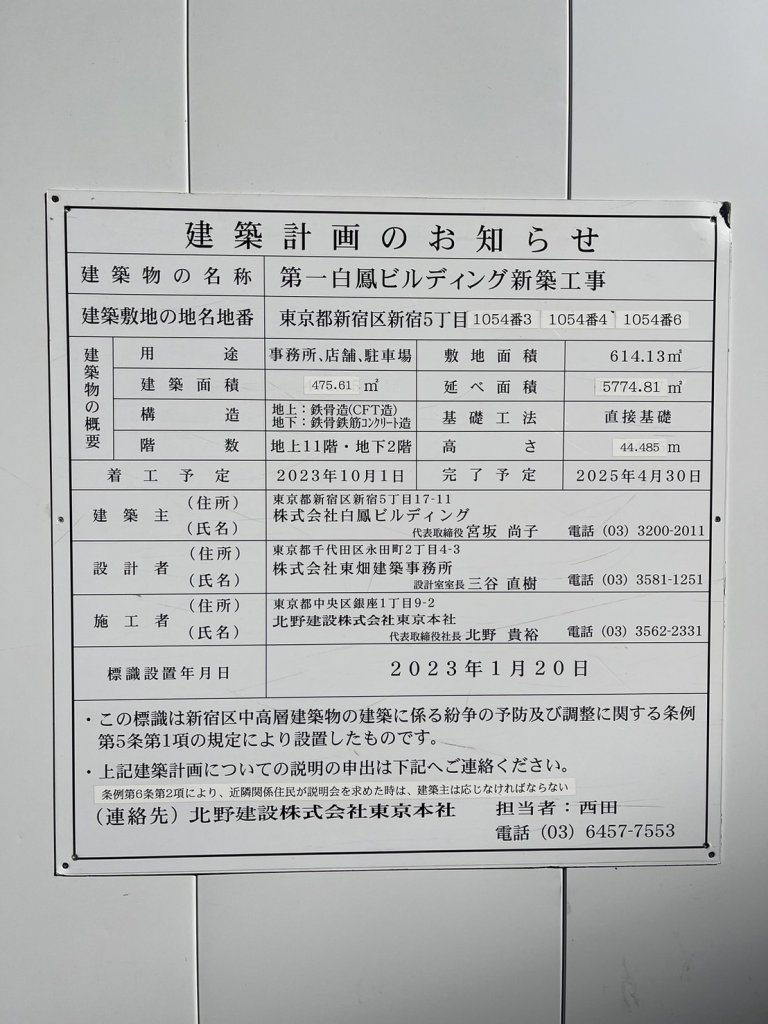 建築計画のお知らせ
建築物の名称 第一白鳳ビルディング新築工事
建築敷地の地名地番 東京都新宿区新宿5丁目 1054番3 1054番4、1054番6
建築物の概要
用途 事務所、店舗、駐車場 敷地面積 614.13㎡
建築面積 475.61㎡ 延べ面積 5774.81㎡
構造 地上：鉄骨造(CFT造) 基礎工法 直接基礎
地下：鉄骨鉄筋コンクリート造
階数 地上11階・地下2階 高さ 44.485m
着工予定 2023年10月1日 完了予定 2025年4月30日
建築主 （住所） 東京都新宿区新宿5丁目17-11
（氏名） 株式会社白鳳ビルディング
代表取締役 宮坂 尚子 電話（03）3200-2011
設計者 （住所） 東京都千代田区永田町2丁目4-3
（氏名） 株式会社東畑建築事務所
設計室室長 三谷 直樹 電話（03）3581-1251
施工者 （住所） 東京都中央区銀座1丁目9-2
（氏名） 北野建設株式会社東京本社
代表取締役社長 北野 貴裕 電話（03）3562-2331
標識設置年月日 2023年1月20日
・この標識は新宿区中高層建築物の建築に係る紛争の予防及び調整に関する条例
第5条第1項の規定により設置したものです。
・上記建築計画についての説明の申出は下記へご連絡ください。
条例第6条第2項により、近隣関係住民が説明会を求めた時は、建築主は応じなければならない
（連絡先）北野建設株式会社東京本社 担当者：西田
電話（03）6457-7553